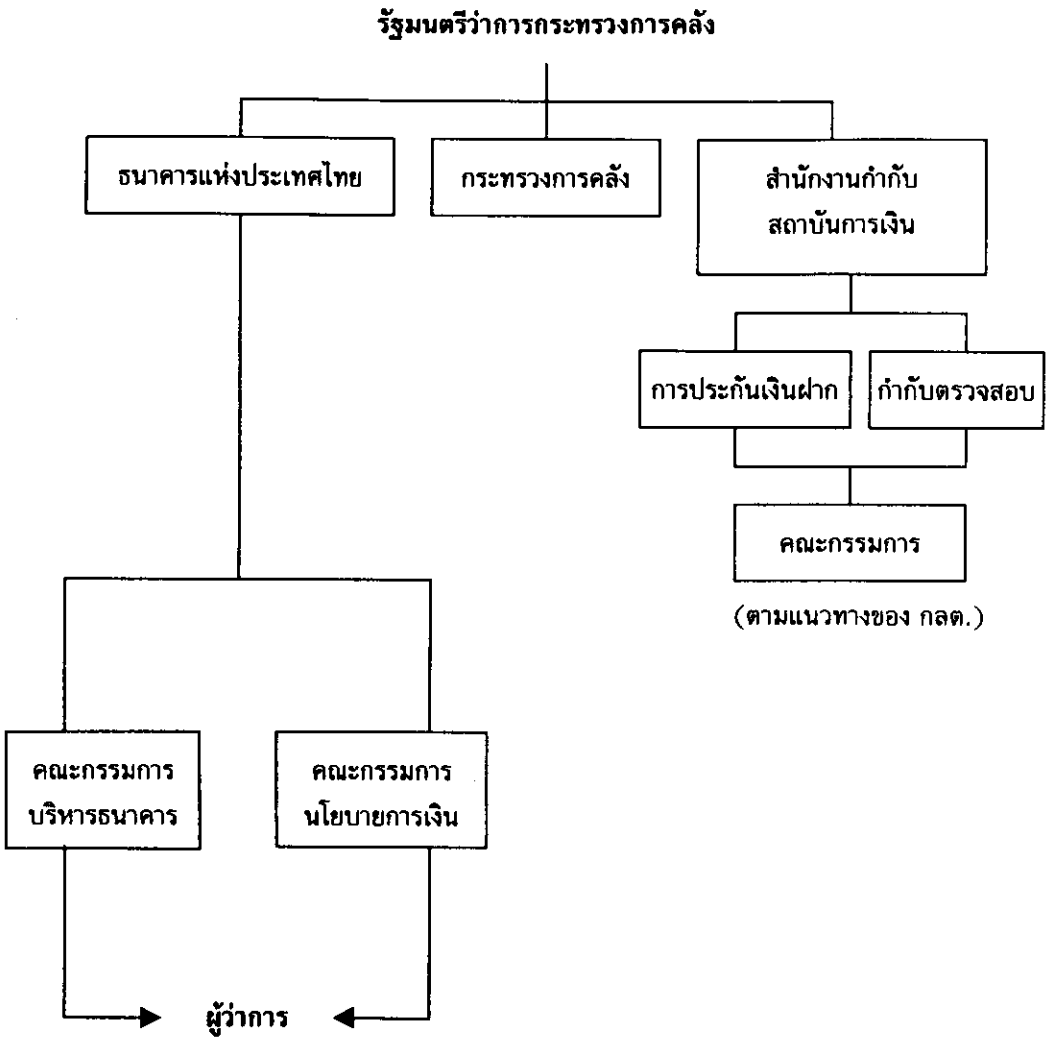 รัฐมนตรีว่าการกระทรวงการคลัง
ธนาคารแห่งประเทศไทย
กระทรวงการคลัง
สำนักงานกำกับ
สถาบันการเงิน
การประกันเงินฝาก
กำกับตรวจสอบ
คณะกรรมการ
(ตามแนวทางของ กลต.)
คณะกรรมการ
บริหารธนาคาร
คณะกรรมการ
นโยบายการเงิน
ผู้ว่าการ